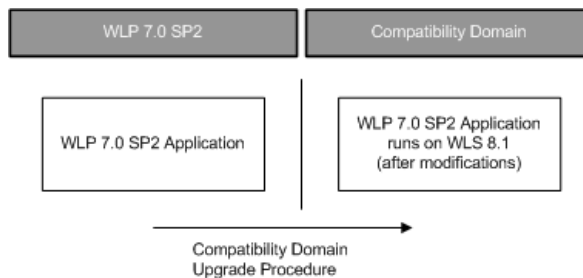 WLP 7.0 SP2
Compatibility Domain
WLP 7.0 SP2 Application
WLP 7.0 SP2 Application
runs on WLS 8.1
(after modifications)
Compatibility Domain
Upgrade Procedure